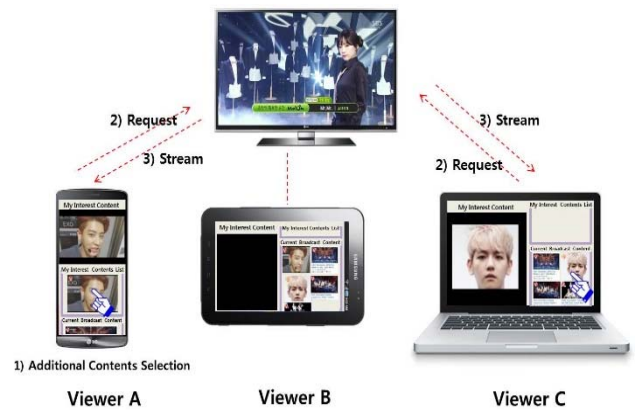 2) Request
3) Stream
3) Stream
2) Request
My Interest Content
My Interest Contents List
Current Broadcast Content
1) Additional Contents Selection
Viewer A
My Interest Content
My Interest Contents List
Current Broadcast Content
SAMSUNG
Viewer B
My Interest Content
My Interest Contents List
Current Broadcast Content
Viewer C